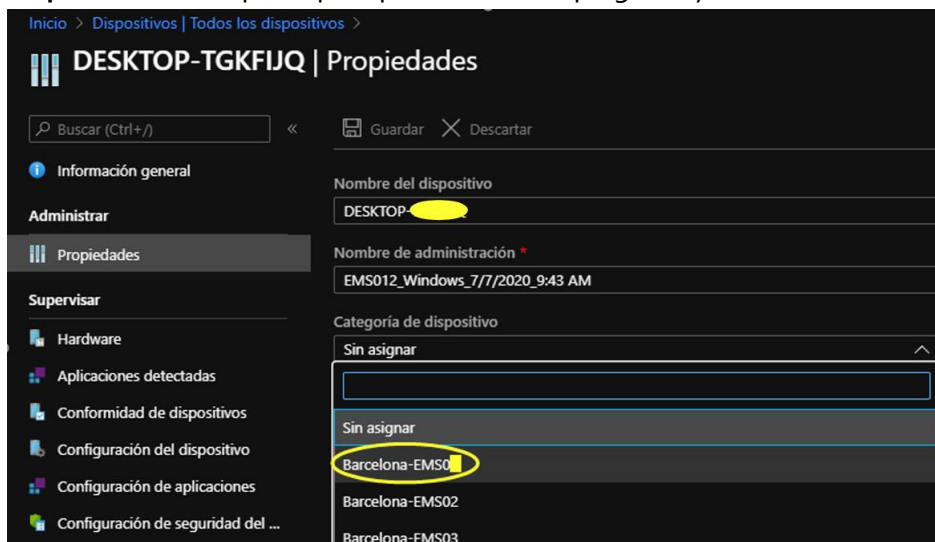 Inicio > Dispositivos | Todos los dispositivos >
DESKTOP-TGKFIJQ | Propiedades
Buscar (Ctrl+/)
«
Guardar
Descartar
Información general
Administrar
Propiedades
Supervisar
Hardware
Aplicaciones detectadas
Conformidad de dispositivos
Configuración del dispositivo
Configuración de aplicaciones
Configuración de seguridad del ...
Nombre del dispositivo
DESKTOP-
Nombre de administración *
EMS012_Windows_7/7/2020_9:43 AM
Categoría de dispositivo
Sin asignar
Sin asignar
Barcelona-EMS0
Barcelona-EMS02
Barcelona-EMS03